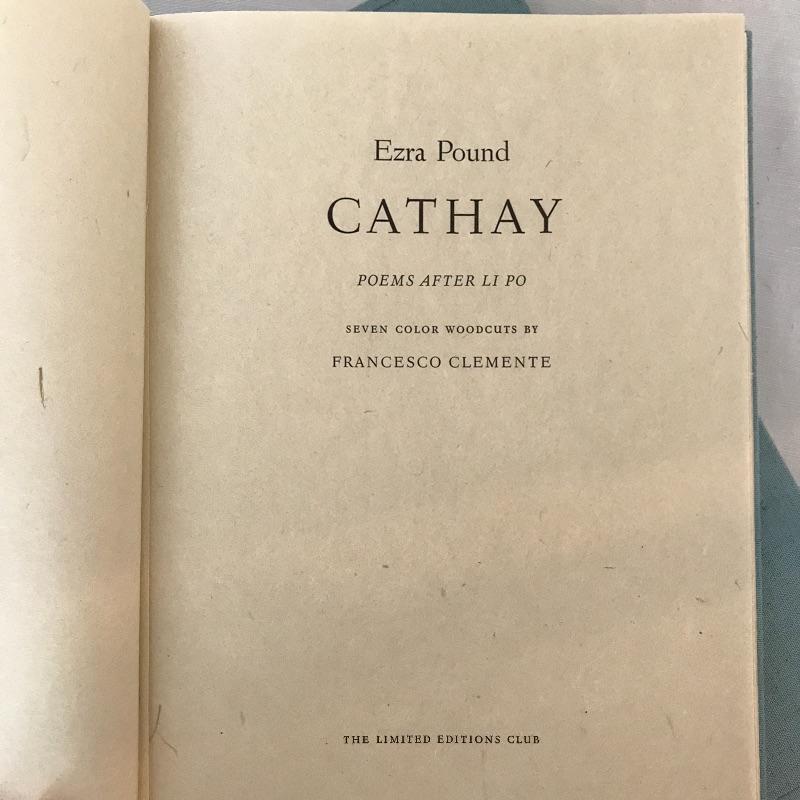 Ezra Pound
CATHAY
POEMS AFTER LI PO
SEVEN COLOR WOODCUTS BY
FRANCESCO CLEMENTE
THE LIMITED EDITIONS CLUB